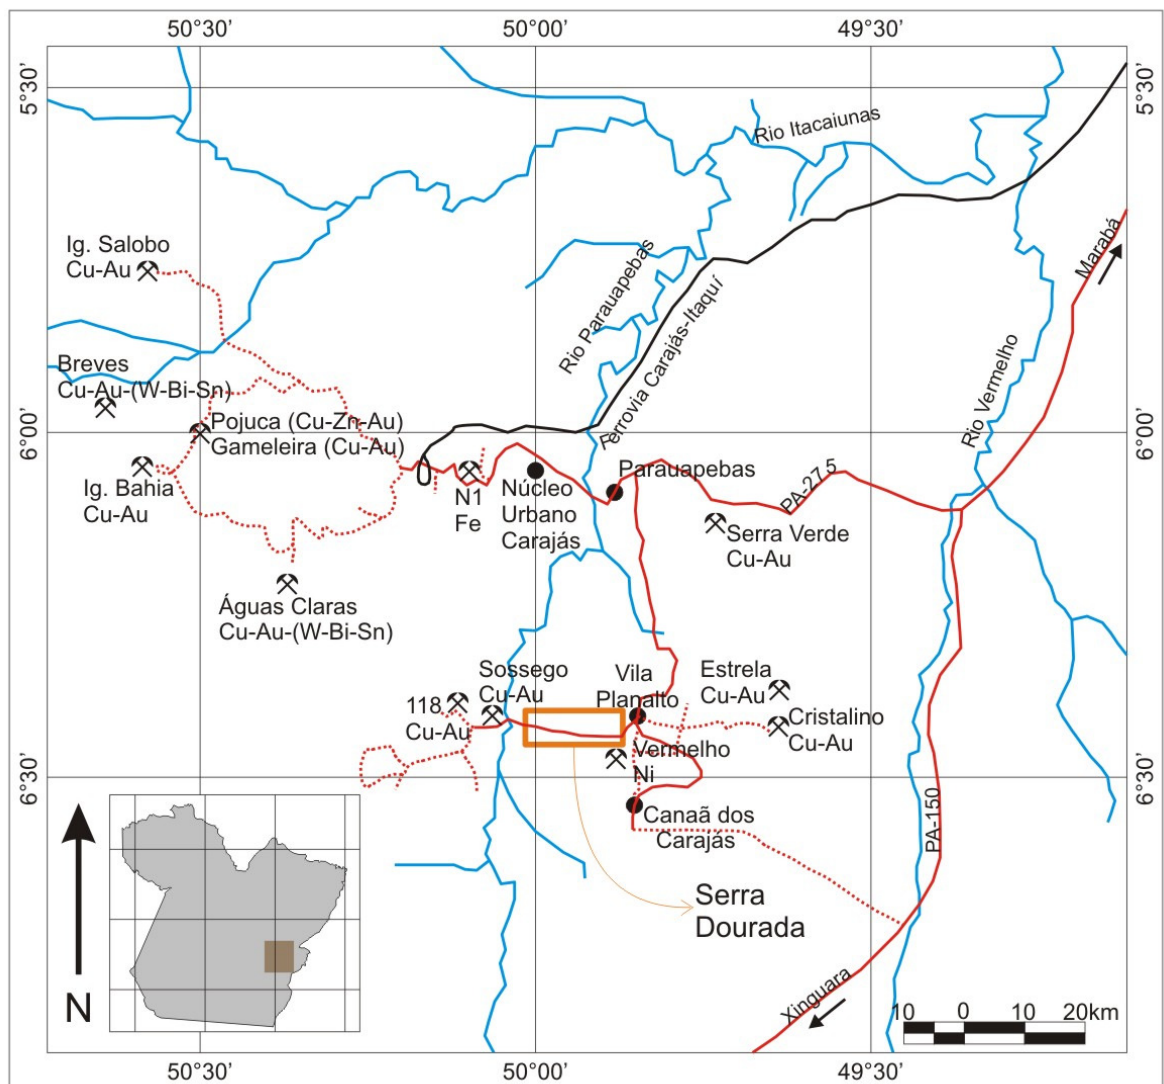 50°30’
50°00’
49°30’
5°30’
5°30’
Rio Itacaiunas
Ig. Salobo
Cu-Au
Marabá
Rio Parauapebas
Ferrovia Carajás-Itaquí
Rio Vermelho
Breves
Cu-Au-(W-Bi-Sn)
Pojuca (Cu-Zn-Au)
Gameleira (Cu-Au)
6°00’
6°00’
Ig. Bahia
Cu-Au
N1
Fe
Núcleo
Urbano
Carajás
Parauapebas
PA-27.5
Serra Verde
Cu-Au
Águas Claras
Cu-Au-(W-Bi-Sn)
Sossego
Cu-Au
118
Cu-Au
Vila
Planalto
Estrela
Cu-Au
Cristalino
Cu-Au
Vermelho
Ni
6°30’
6°30’
Canaã dos
Carajás
PA-150
Serra
Dourada
Xinguara
N
10 0 10 20km
50°30’
50°00’
49°30’